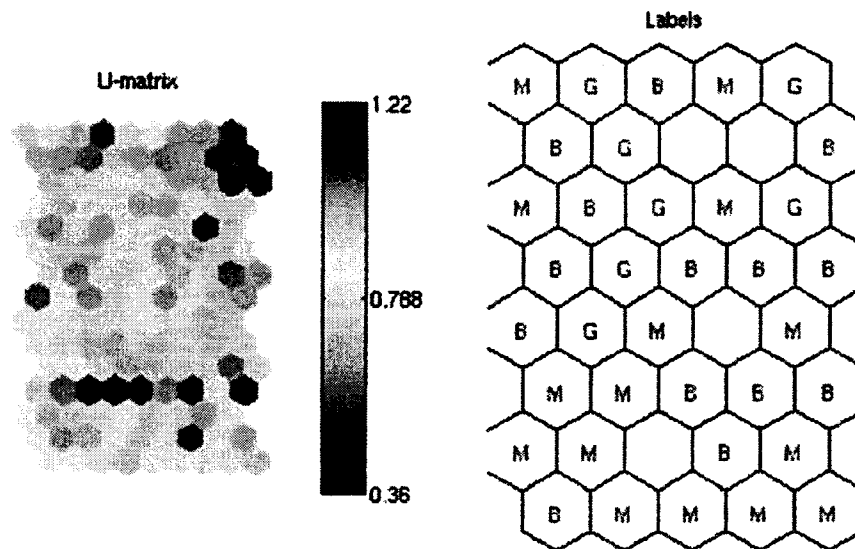 U-matrix
1.22
0.788
0.36
Labels
M G B M G
B G B
M B G M G
B G B B B
B G M M
M M B B B
M M B M
B M M M M